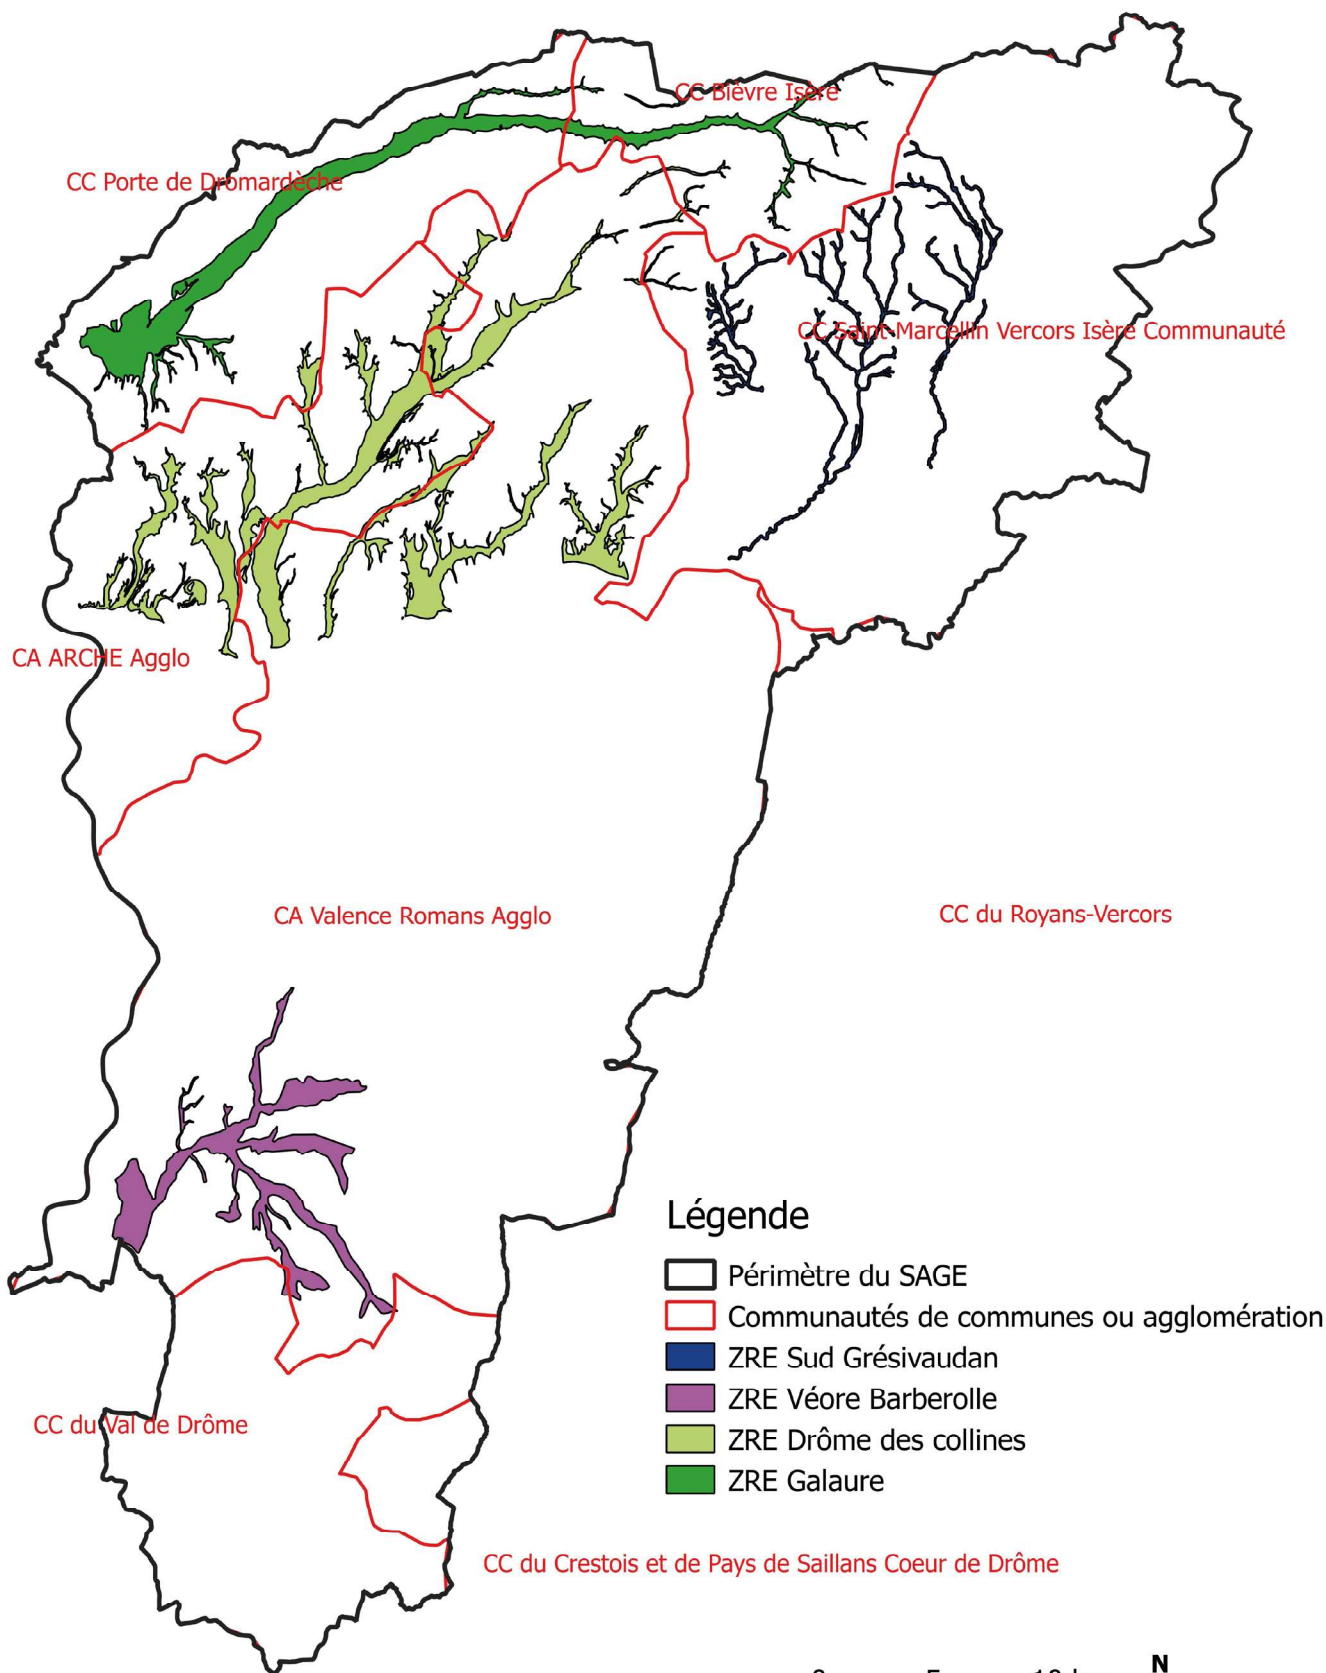 CC Bièvre Isère
CC Porte de Dromardèche
CC Saint-Marcellin Vercors Isère Communauté
CA ARCHE Agglo
CA Valence Romans Agglo
CC du Royans-Vercors
Légende
Périmètre du SAGE
Communautés de communes ou agglomération
ZRE Sud Grésivaudan
ZRE Véore Barberolle
ZRE Drôme des collines
ZRE Galaure
CC du Val de Drôme
CC du Crestois et de Pays de Saillans Coeur de Drôme
N